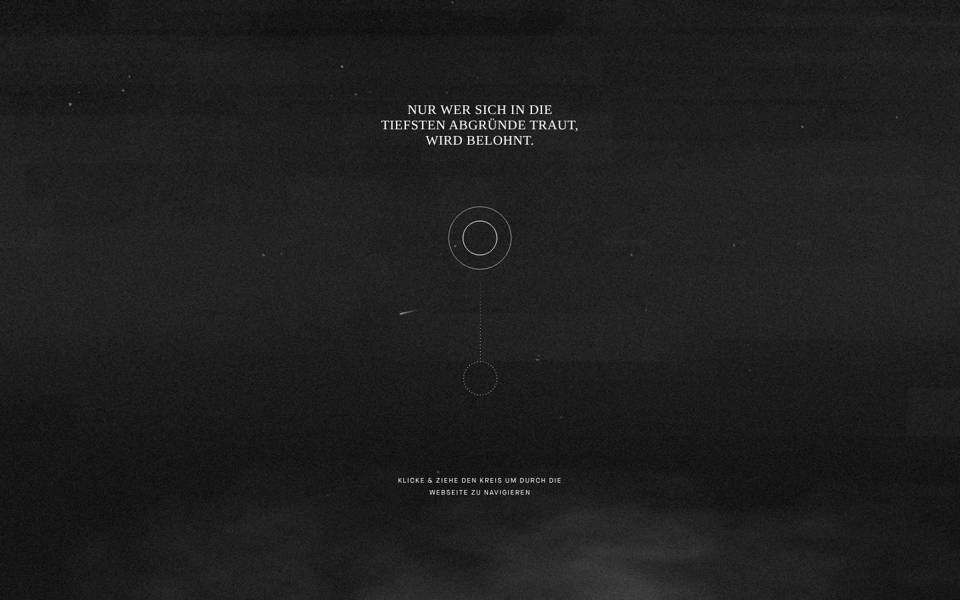 NUR WER SICH IN DIE
TIEFSTEN ABGRÜNDE TRAUT,
WIRD BELOHNT.
KLICKE & ZIEHE DEN KREIS UM DURCH DIE
WEBSEITE ZU NAVIGIEREN